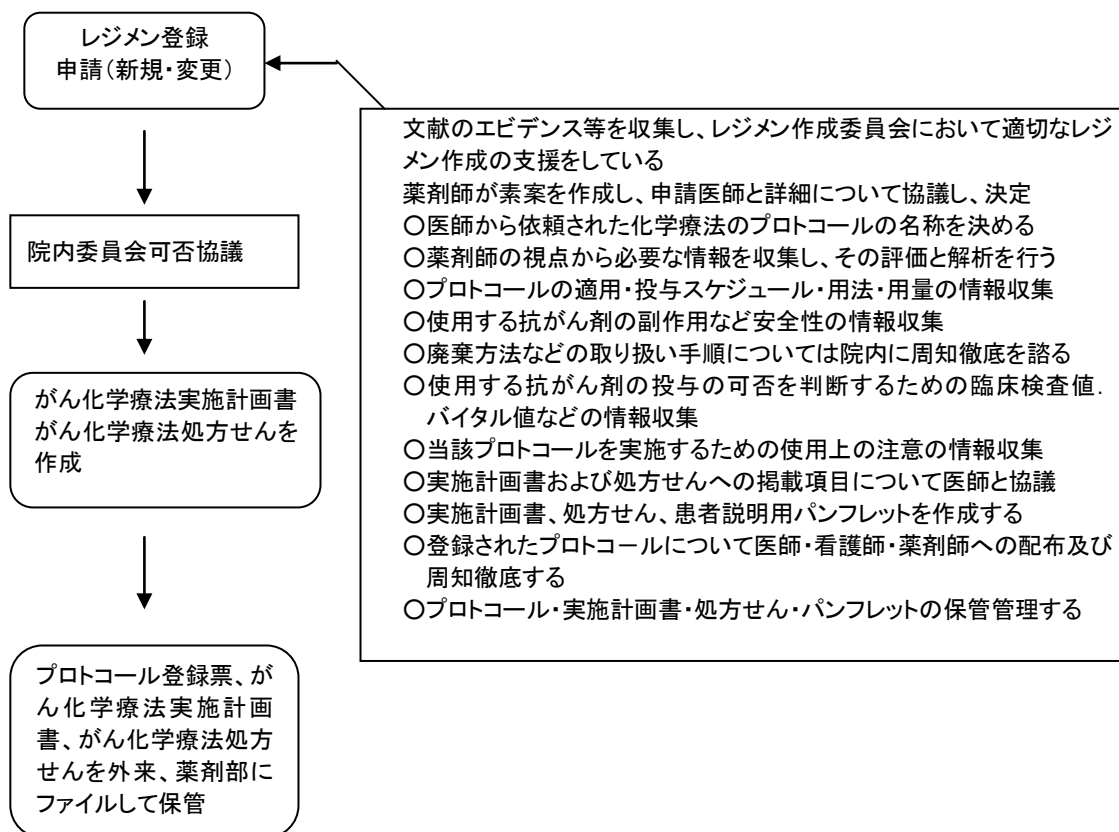 レジメン登録
申請(新規・変更)
文献のエビデンス等を収集し、レジメン作成委員会において適切なレジ
メン作成の支援をしている
薬剤師が素案を作成し、申請医師と詳細について協議し、決定
○医師から依頼された化学療法のプロトコールの名称を決める
○薬剤師の視点から必要な情報を収集し、その評価と解析を行う
○プロトコールの適用・投与スケジュール・用法・用量の情報収集
○使用する抗がん剤の副作用など安全性の情報収集
○廃棄方法などの取り扱い手順については院内に周知徹底を諮る
○使用する抗がん剤の投与の可否を判断するための臨床検査値.
バイタル値などの情報収集
○当該プロトコールを実施するための使用上の注意の情報収集
○実施計画書および処方せんへの掲載項目について医師と協議
○実施計画書、処方せん、患者説明用パンフレットを作成する
○登録されたプロトコ－ルについて医師・看護師・薬剤師への配布及び
周知徹底する
○プロトコール・実施計画書・処方せん・パンフレットの保管管理する
院内委員会可否協議
がん化学療法実施計画書
がん化学療法処方せんを
作成
プロトコール登録票、が
ん化学療法実施計画
書、がん化学療法処方
せんを外来、薬剤部に
ファイルして保管